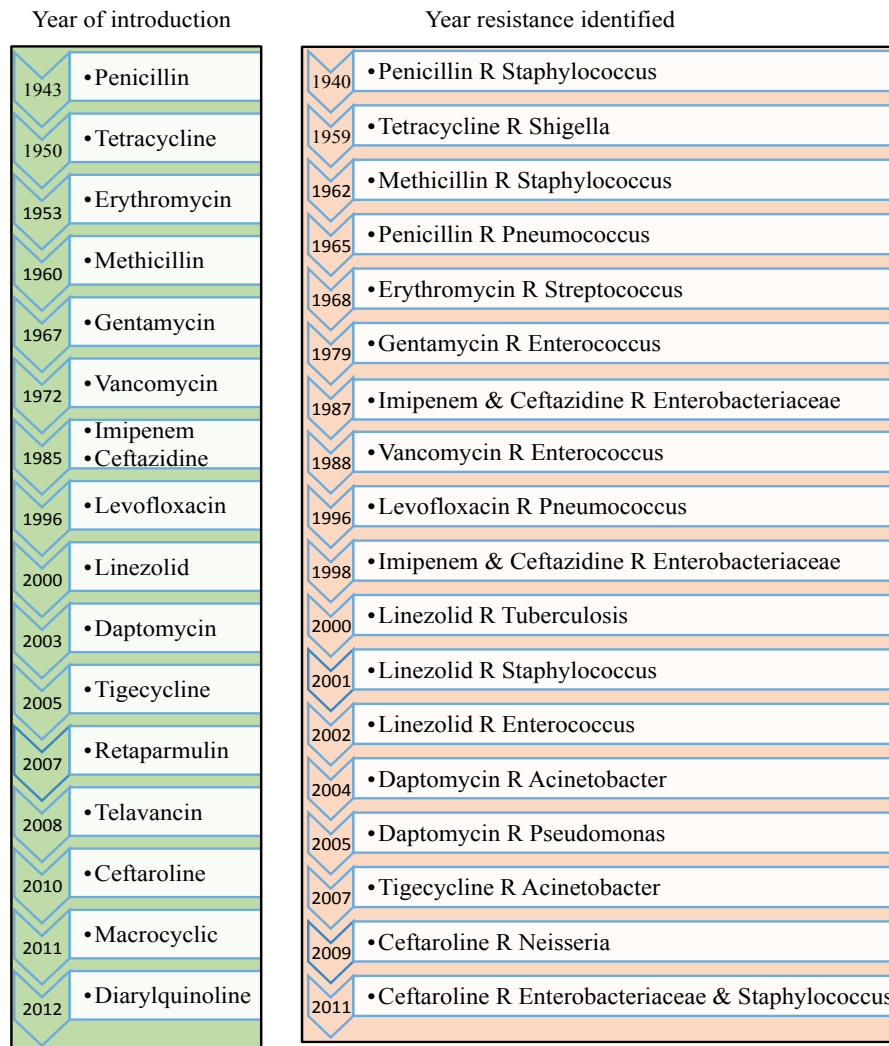 Year of introduction
1943
•Penicillin
1950
•Tetracycline
1953
•Erythromycin
1960
•Methicillin
1967
•Gentamycin
1972
•Vancomycin
1985
•Imipenem
•Ceftazidine
1996
•Levofloxacin
2000
•Linezolid
2003
•Daptomycin
2005
•Tigecycline
2007
•Retaparmulin
2008
•Telavancin
2010
•Ceftaroline
2011
•Macrocyclic
2012
•Diarylquinoline
Year resistance identified
1940
•Penicillin R Staphylococcus
1959
•Tetracycline R Shigella
1962
•Methicillin R Staphylococcus
1965
•Penicillin R Pneumococcus
1968
•Erythromycin R Streptococcus
1979
•Gentamycin R Enterococcus
1987
•Imipenem & Ceftazidine R Enterobacteriaceae
1988
•Vancomycin R Enterococcus
1996
•Levofloxacin R Pneumococcus
1998
•Imipenem & Ceftazidine R Enterobacteriaceae
2000
•Linezolid R Tuberculosis
2001
•Linezolid R Staphylococcus
2002
•Linezolid R Enterococcus
2004
•Daptomycin R Acinetobacter
2005
•Daptomycin R Pseudomonas
2007
•Tigecycline R Acinetobacter
2009
•Ceftaroline R Neisseria
2011
•Ceftaroline R Enterobacteriaceae & Staphylococcus